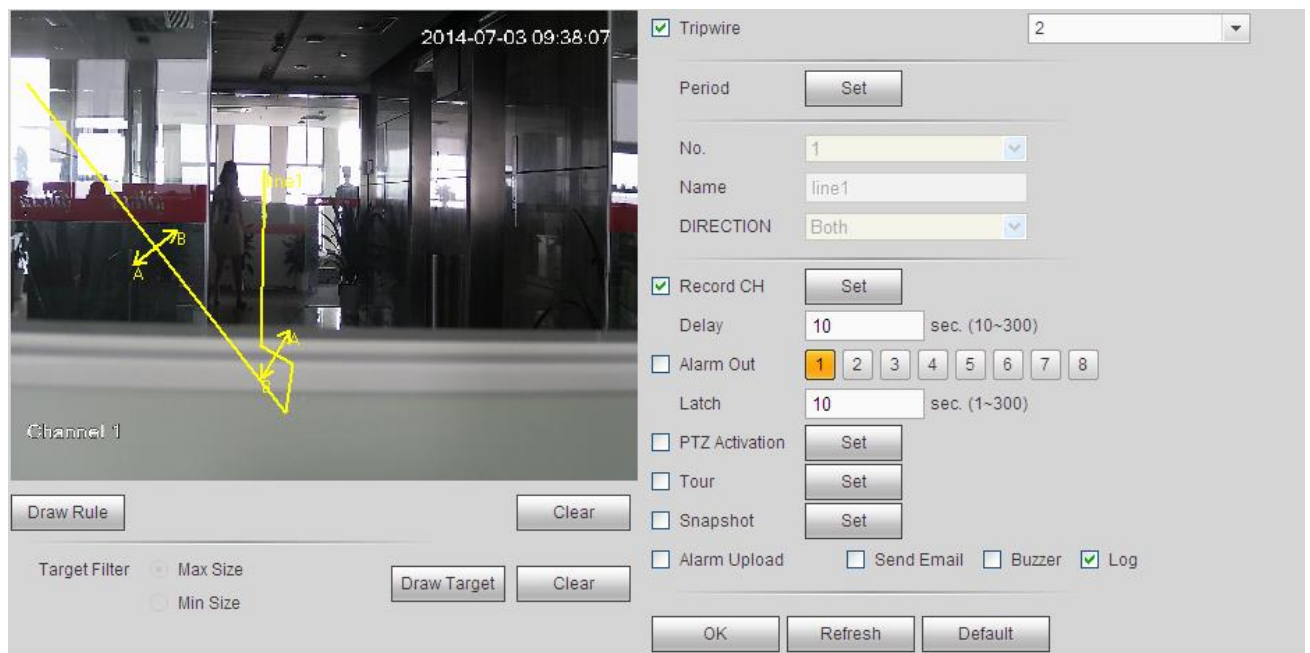 2014-07-03 09:38:07
line1
B
A
A
B
Channel 1
Draw Rule
Clear
Target Filter
Max Size
Min Size
Draw Target
Clear
Tripwire
2
Period
Set
No.
1
Name
line1
DIRECTION
Both
Record CH
Set
Delay
10
sec. (10~300)
Alarm Out
1 2 3 4 5 6 7 8
Latch
10
sec. (1~300)
PTZ Activation
Set
Tour
Set
Snapshot
Set
Alarm Upload
Send Email
Buzzer
Log
OK
Refresh
Default